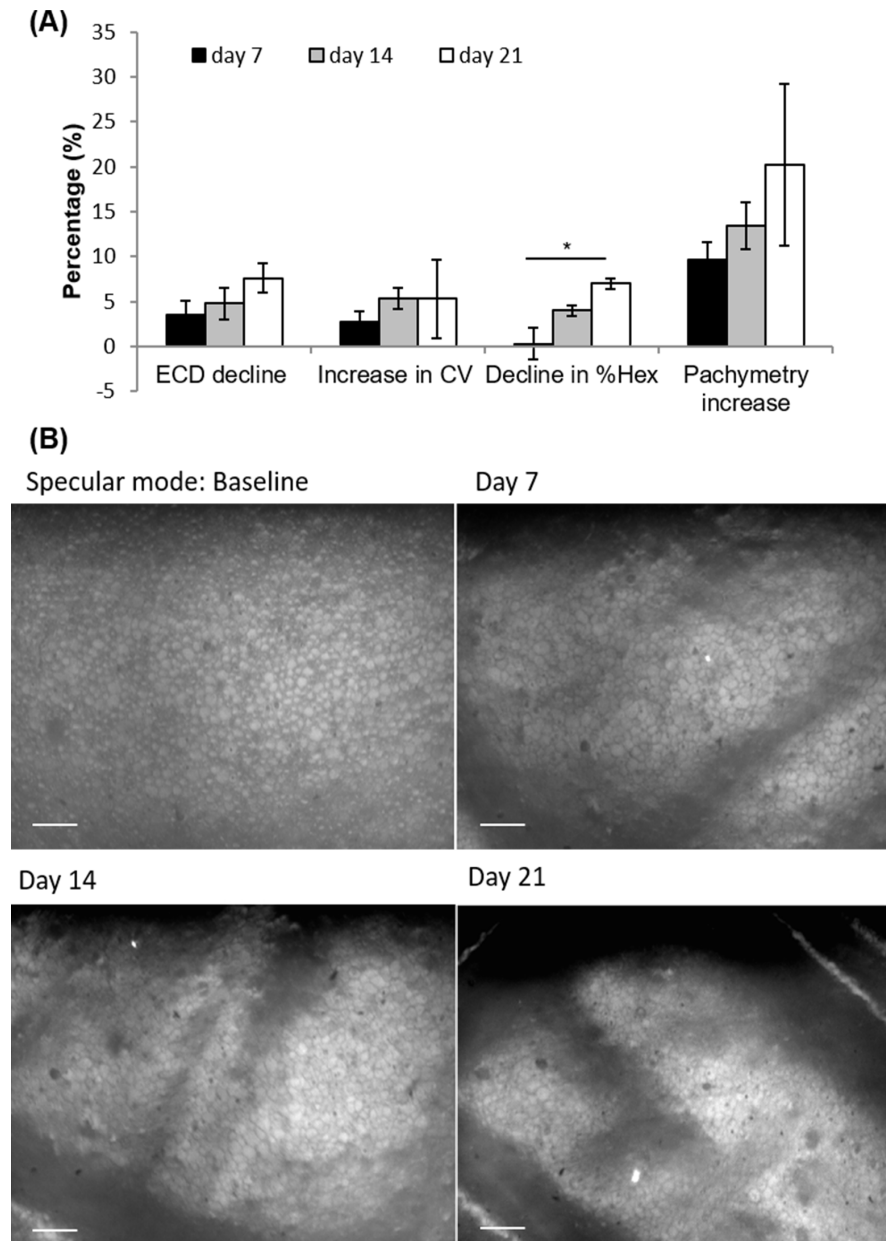 (A)
35
30
25
20
15
10
5
0
-5
Percentage (%)
day 7 day 14 day 21
*
ECD decline Increase in CV Decline in %Hex Pachymetry
increase
(B)
Specular mode: Baseline Day 7
Day 14 Day 21